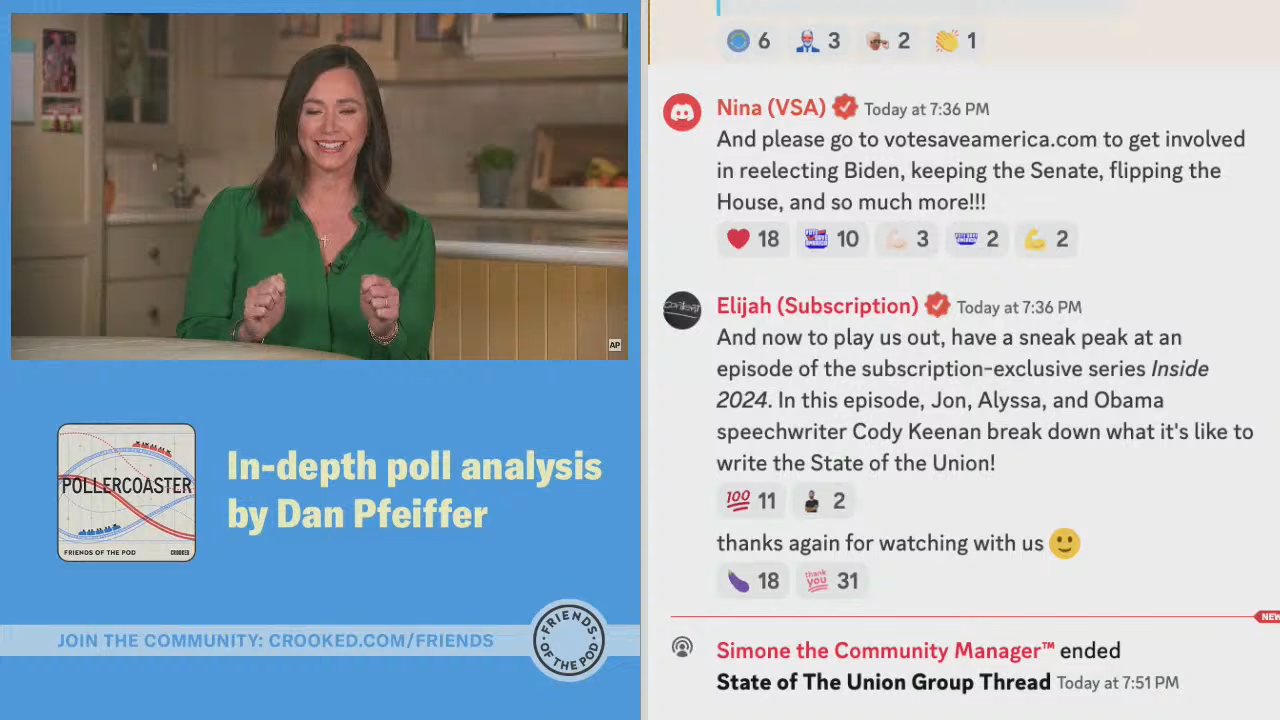 AP
POLLERCOASTER
FRIENDS OF THE POD
CROOKED
In-depth poll analysis
by Dan Pfeiffer
JOIN THE COMMUNITY: CROOKED.COM/FRIENDS
FRIENDS
OF THE POD
6 3 2 1
Nina (VSA) Today at 7:36 PM
And please go to votesaveamerica.com to get involved
in reelecting Biden, keeping the Senate, flipping the
House, and so much more!!!
18 10 3 2 2
Elijah (Subscription) Today at 7:36 PM
And now to play us out, have a sneak peak at an
episode of the subscription-exclusive series Inside
2024. In this episode, Jon, Alyssa, and Obama
speechwriter Cody Keenan break down what it's like to
write the State of the Union!
100 11 2
thanks again for watching with us
18 thank you 31
NEW
Simone the Community Manager™ ended
State of The Union Group Thread Today at 7:51 PM